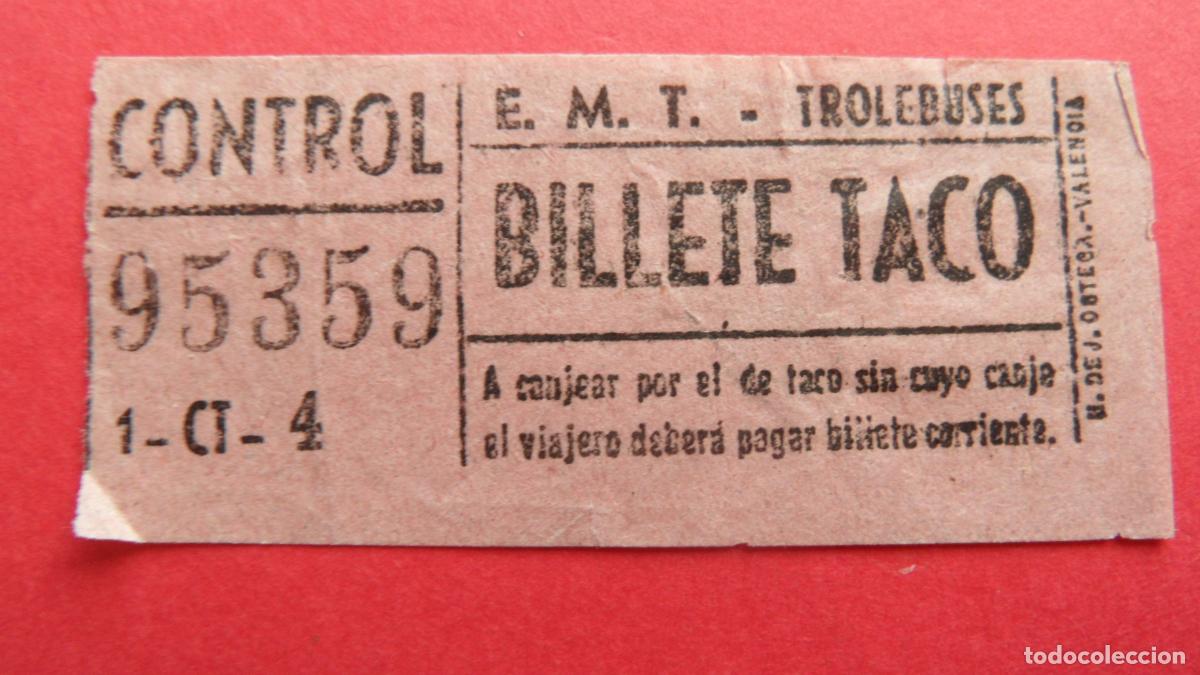 CONTROL
95359
1 - CT - 4
E. M. T. - TROLEBUSES
BILLETE TACO
A canjear por el de taco sin cuyo canje
el viajero deberá pagar billete corriente.
H. DE J. ORTEGA.-VALENCIA
todocoleccion